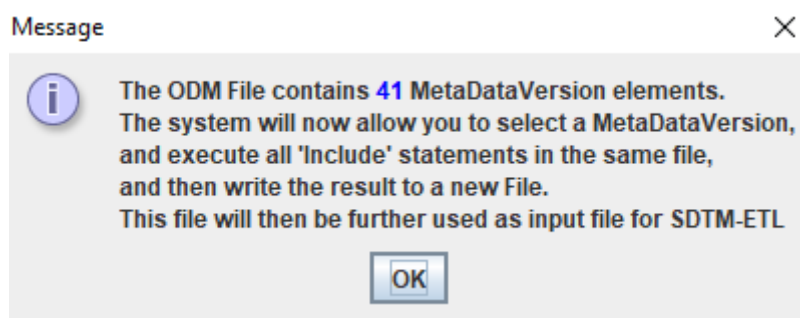 Message
The ODM File contains 41 MetaDataVersion elements.
The system will now allow you to select a MetaDataVersion,
and execute all 'Include' statements in the same file,
and then write the result to a new File.
This file will then be further used as input file for SDTM-ETL
OK